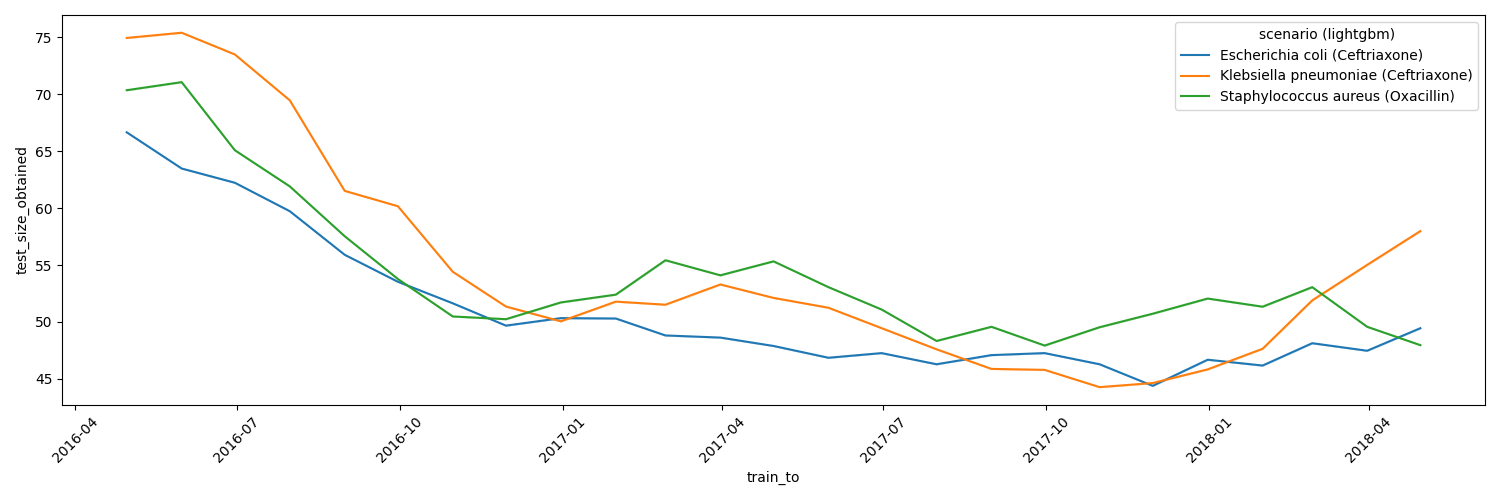 scenario (lightgbm)
Escherichia coli (Ceftriaxone)
Klebsiella pneumoniae (Ceftriaxone)
Staphylococcus aureus (Oxacillin)
test_size_obtained
75
70
65
60
55
50
45
2016-04
2016-07
2016-10
2017-01
2017-04
2017-07
2017-10
2018-01
2018-04
train_to